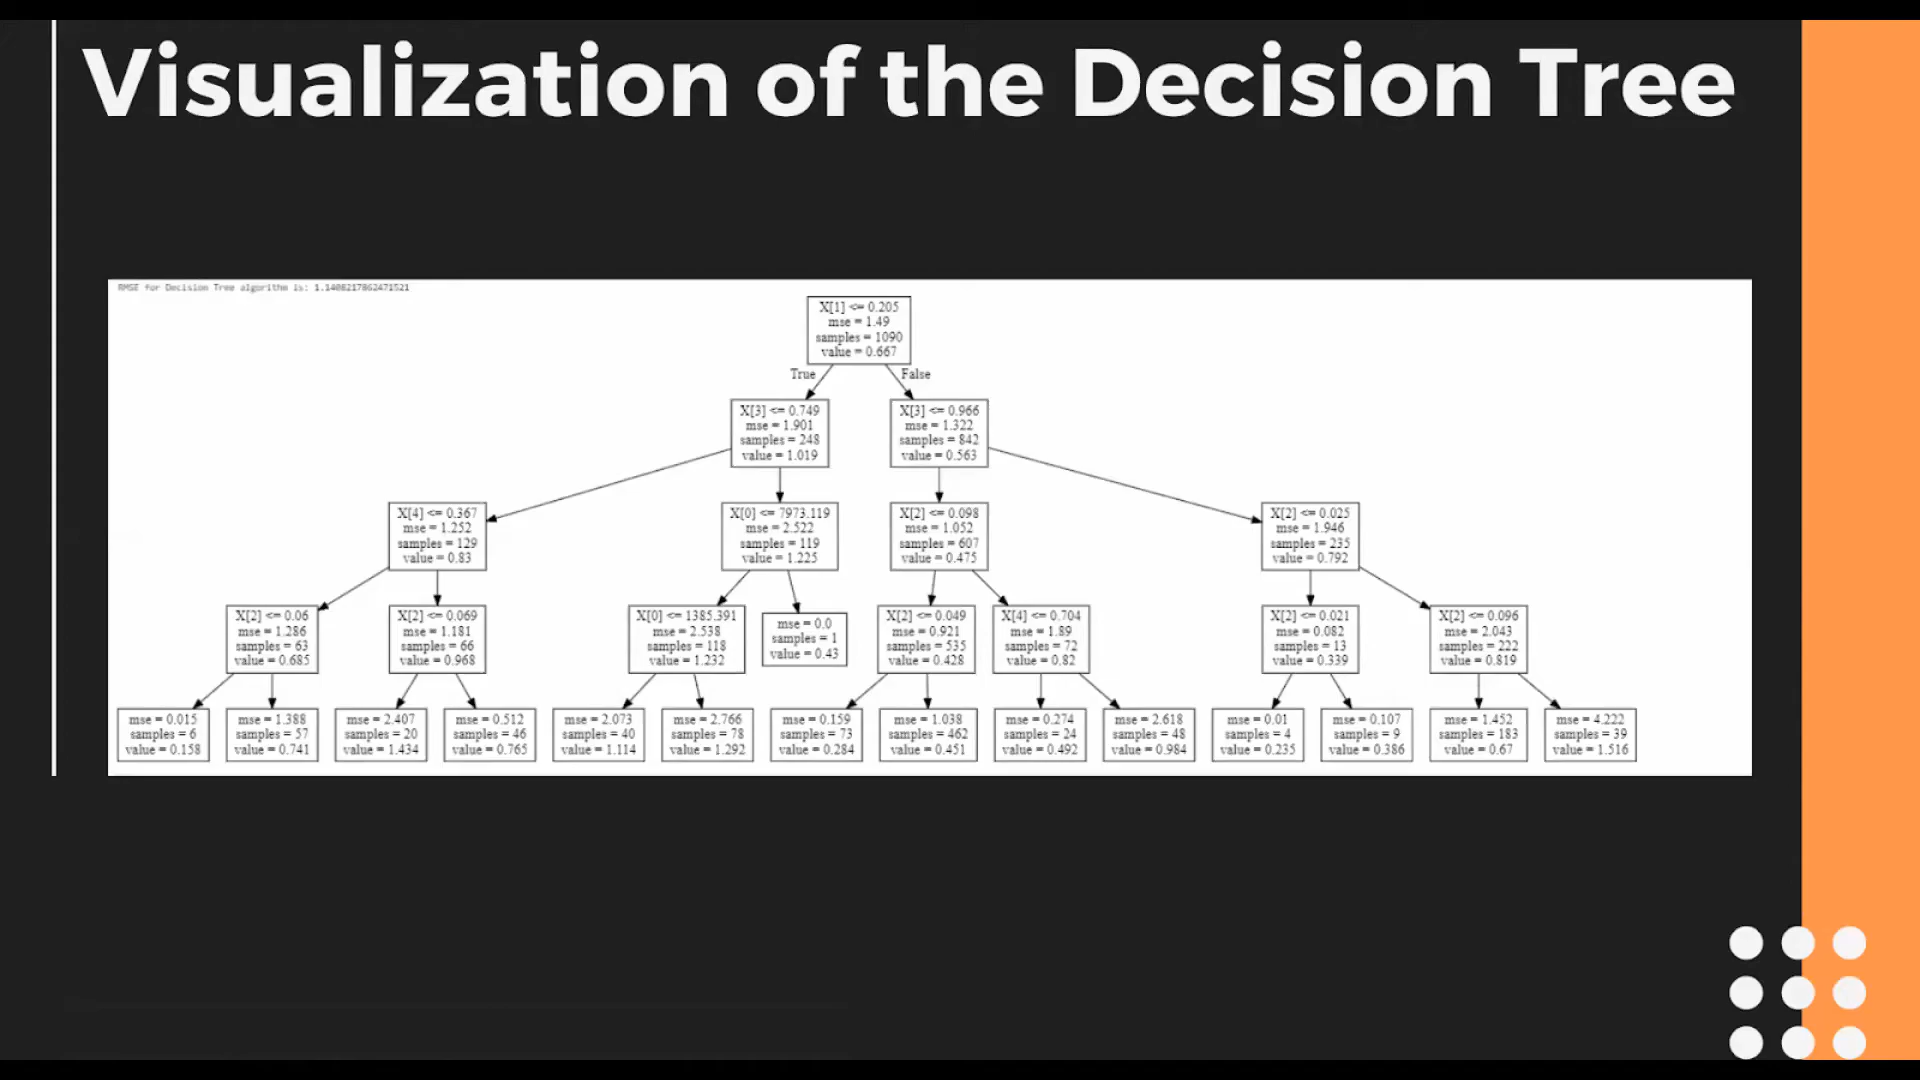 Visualization of the Decision Tree
RMSE for Decision Tree algorithm is: 1.1408217862471521
X[1] <= 0.205
mse = 1.49
samples = 1090
value = 0.667
True
False
X[3] <= 0.749
mse = 1.901
samples = 248
value = 1.019
X[3] <= 0.966
mse = 1.322
samples = 842
value = 0.563
X[4] <= 0.367
mse = 1.252
samples = 129
value = 0.83
X[0] <= 7973.119
mse = 2.522
samples = 119
value = 1.225
X[2] <= 0.098
mse = 1.052
samples = 607
value = 0.475
X[2] <= 0.025
mse = 1.946
samples = 235
value = 0.792
X[2] <= 0.06
mse = 1.286
samples = 63
value = 0.685
X[2] <= 0.069
mse = 1.181
samples = 66
value = 0.968
X[0] <= 1385.391
mse = 2.538
samples = 118
value = 1.232
mse = 0.0
samples = 1
value = 0.43
X[2] <= 0.049
mse = 0.921
samples = 535
value = 0.428
X[4] <= 0.704
mse = 1.89
samples = 72
value = 0.82
X[2] <= 0.021
mse = 0.082
samples = 13
value = 0.339
X[2] <= 0.096
mse = 2.043
samples = 222
value = 0.819
mse = 0.015
samples = 6
value = 0.158
mse = 1.388
samples = 57
value = 0.741
mse = 2.407
samples = 20
value = 1.434
mse = 0.512
samples = 46
value = 0.765
mse = 2.073
samples = 40
value = 1.114
mse = 2.766
samples = 78
value = 1.292
mse = 0.159
samples = 73
value = 0.284
mse = 1.038
samples = 462
value = 0.451
mse = 0.274
samples = 24
value = 0.492
mse = 2.618
samples = 48
value = 0.984
mse = 0.01
samples = 4
value = 0.235
mse = 0.107
samples = 9
value = 0.386
mse = 1.452
samples = 183
value = 0.67
mse = 4.222
samples = 39
value = 1.516